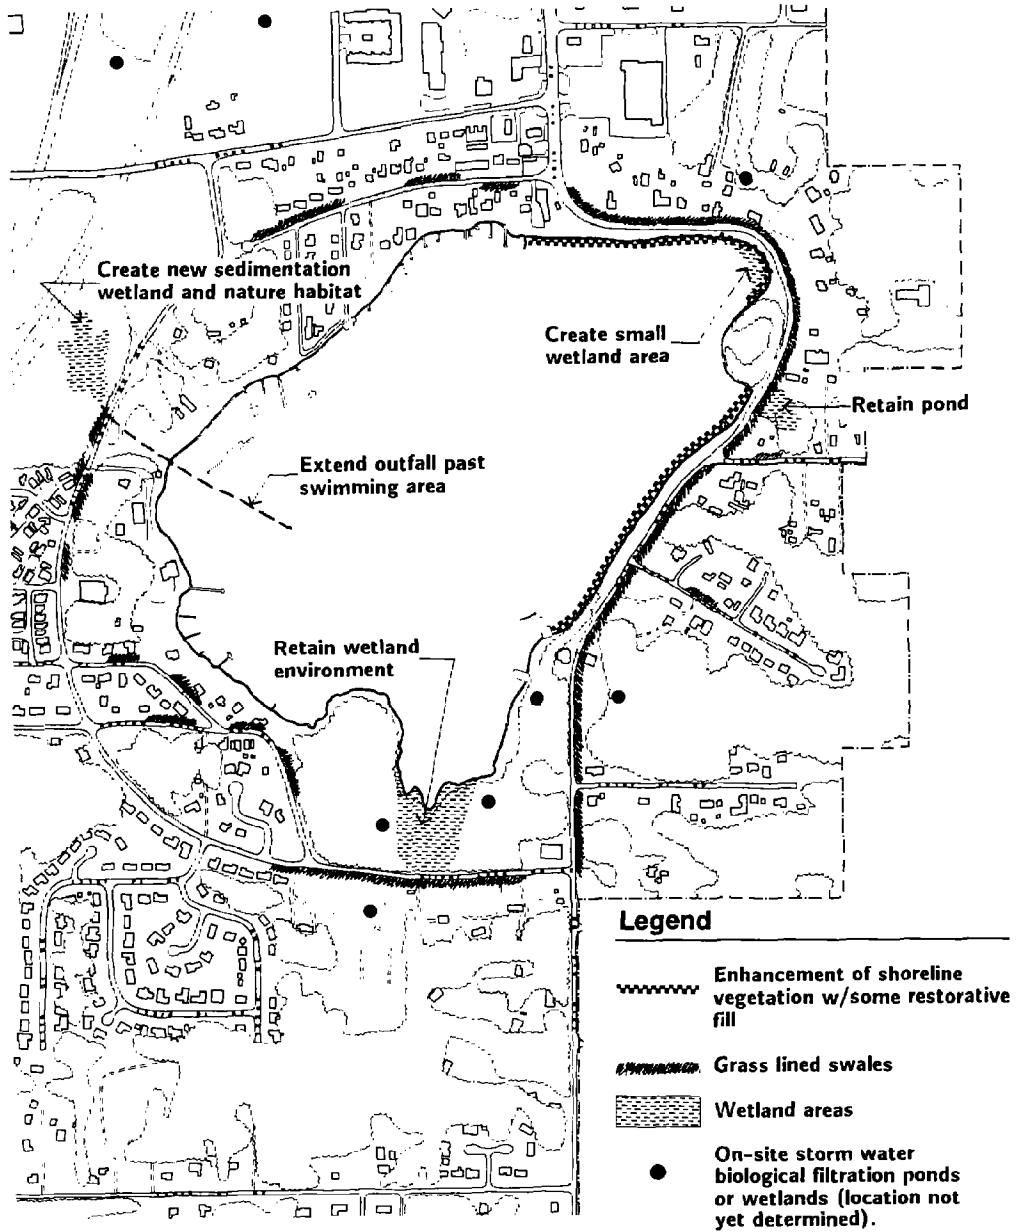 Create new sedimentation
wetland and nature habitat
Create small
wetland area
Retain pond
Extend outfall past
swimming area
Retain wetland
environment
Legend
Enhancement of shoreline
vegetation w/some restorative
fill
Grass lined swales
Wetland areas
On-site storm water
biological filtration ponds
or wetlands (location not
yet determined).